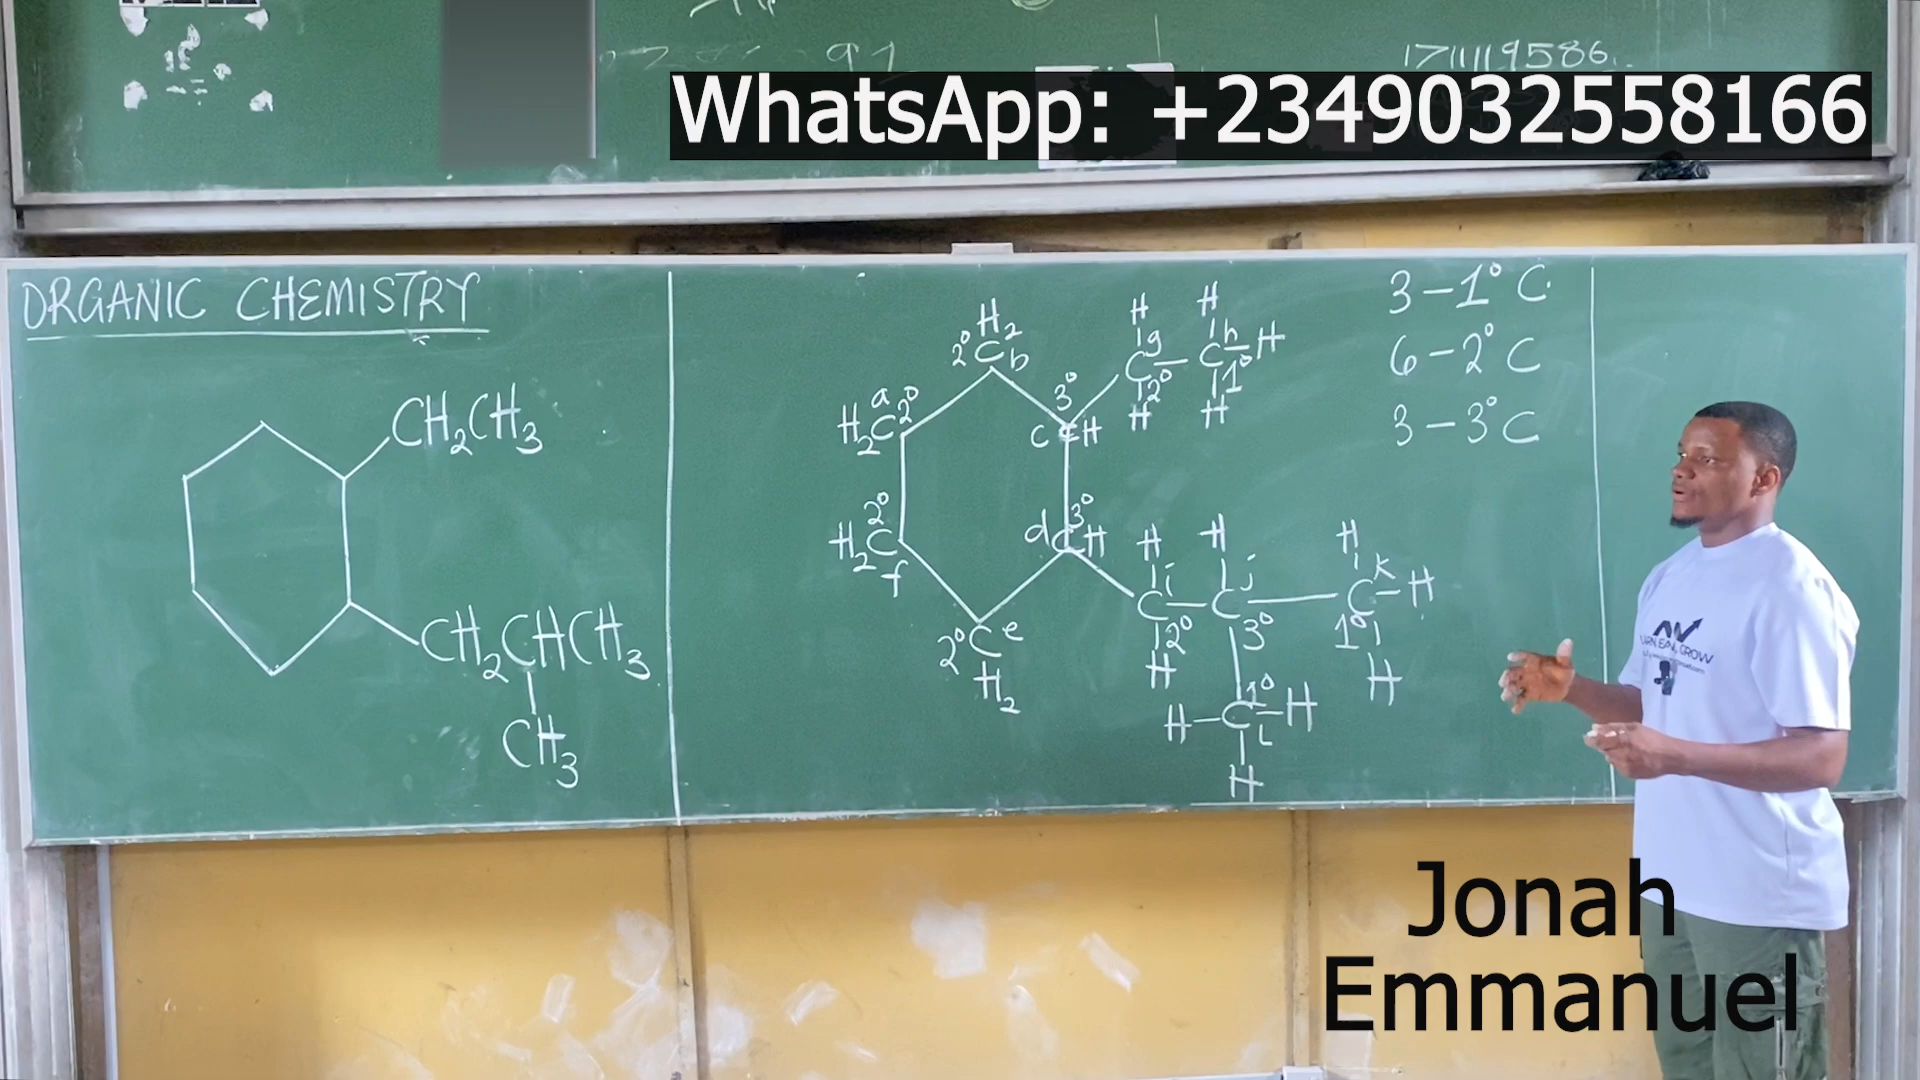 171119586
WhatsApp: +2349032558166
ORGANIC CHEMISTRY
CH₂CH₃
CH₂CHCH₃
CH₃
H₂
2° C b
a
H₂C 2°
2°
H₂C
f
2° C e
H₂
3°
c CH
3°
d CH
H H
C g — C h — H
2° 1°
H H
H H H
C i — C j — C k — H
2° 3° 1°
H H
H — C 1° — H
L
H
3 – 1° C
6 – 2° C
3 – 3° C
Jonah
Emmanuel